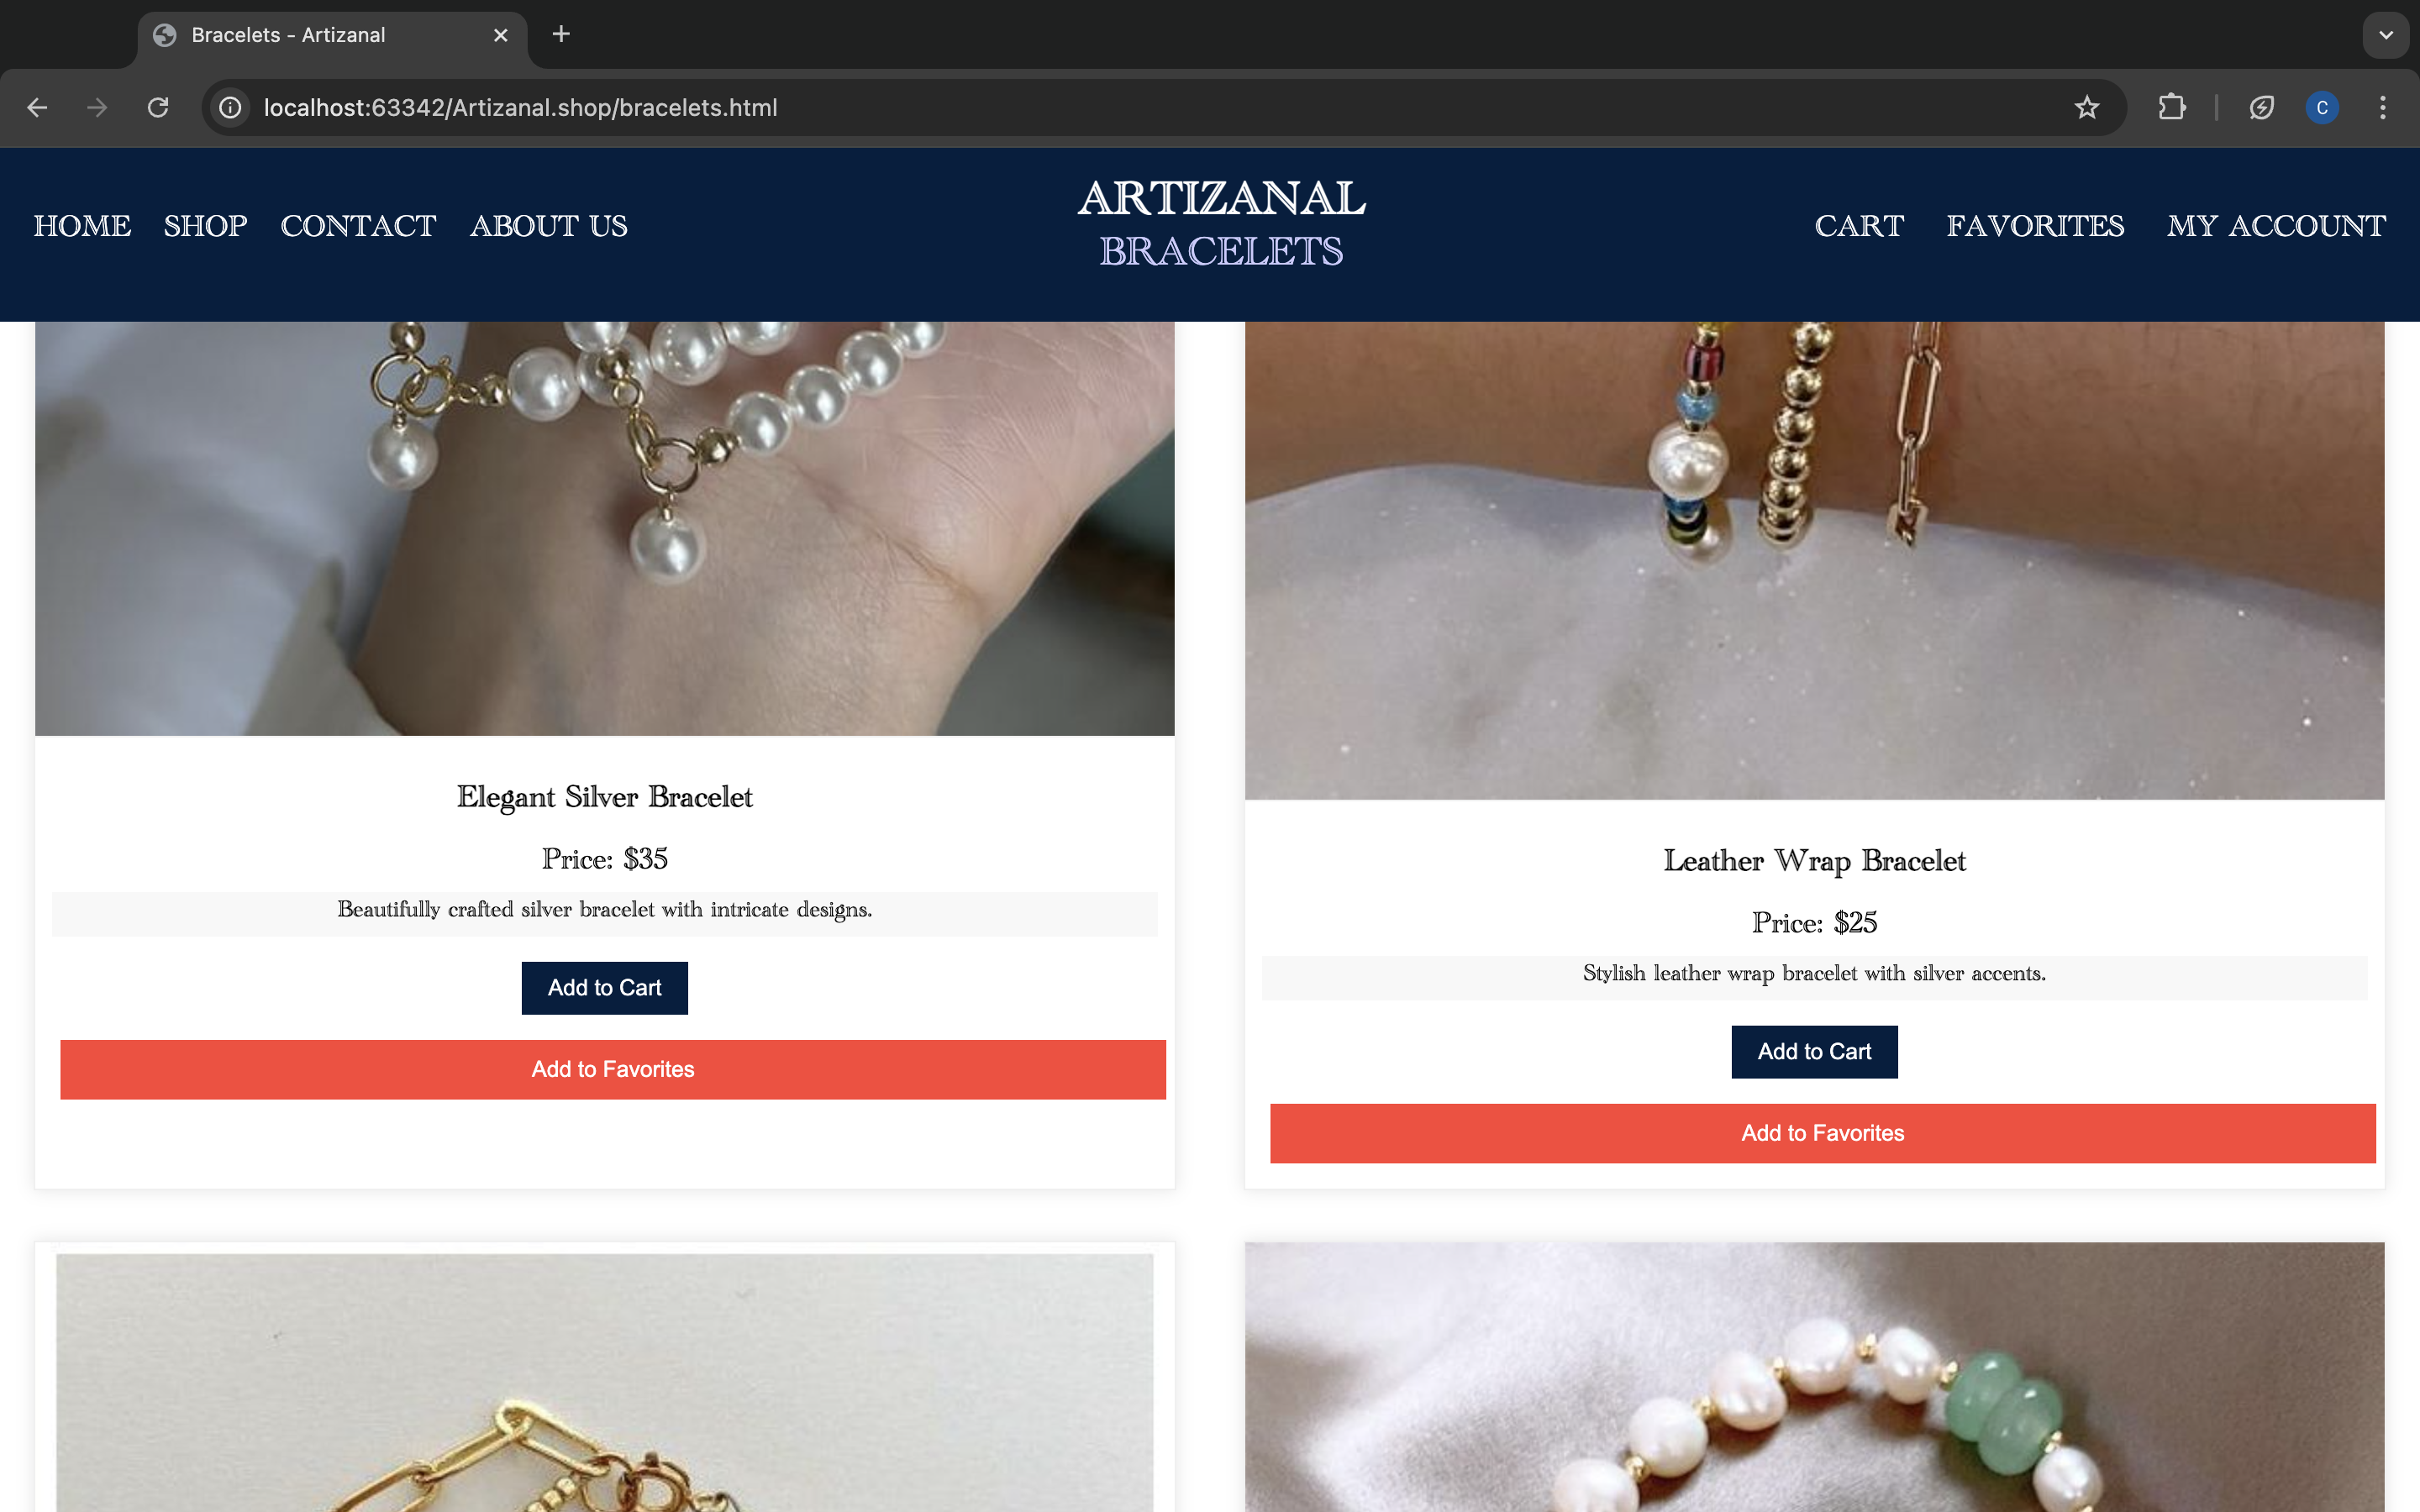 Bracelets - Artizanal
localhost:63342/Artizanal.shop/bracelets.html
C
HOME SHOP CONTACT ABOUT US
ARTIZANAL
BRACELETS
CART FAVORITES MY ACCOUNT
Elegant Silver Bracelet
Price: $35
Beautifully crafted silver bracelet with intricate designs.
Add to Cart
Add to Favorites
Leather Wrap Bracelet
Price: $25
Stylish leather wrap bracelet with silver accents.
Add to Cart
Add to Favorites